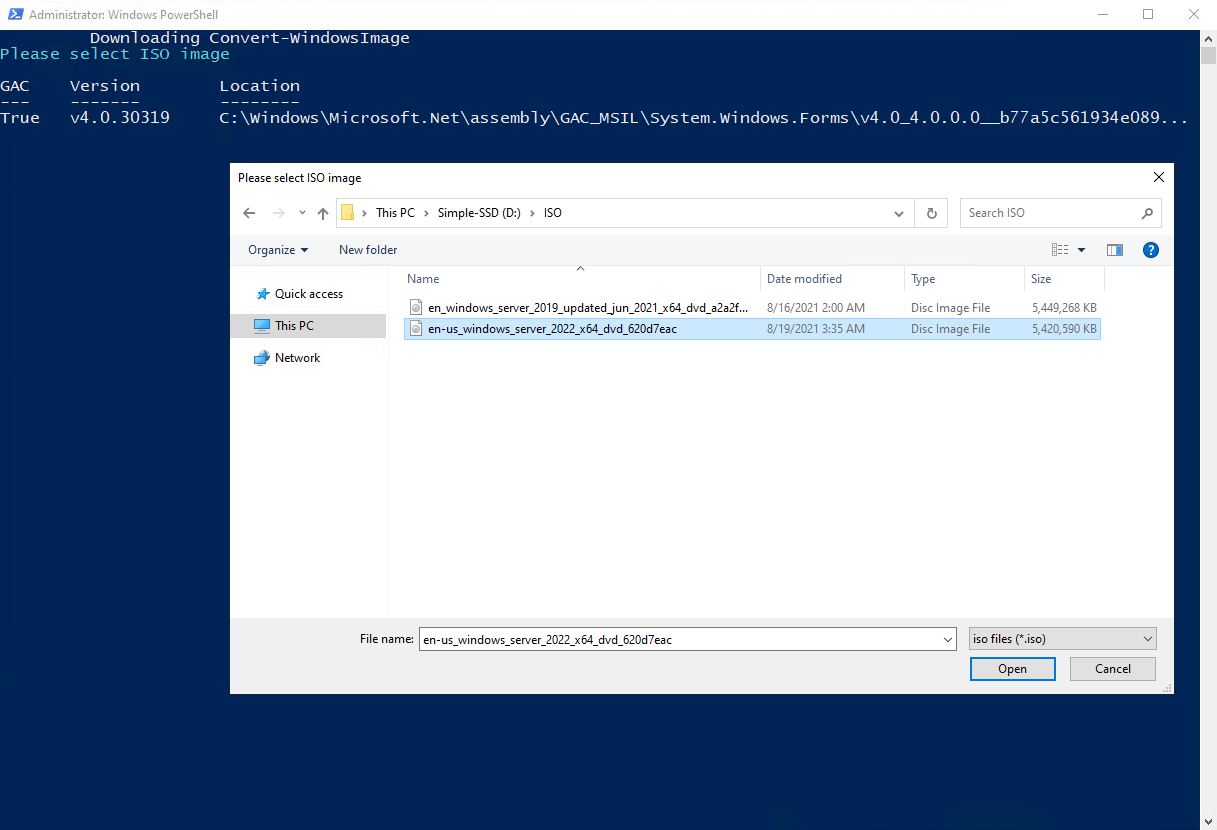 Administrator: Windows PowerShell
Downloading Convert-WindowsImage
Please select ISO image
GAC Version Location
--- ------- --------
True v4.0.30319 C:\Windows\Microsoft.Net\assembly\GAC_MSIL\System.Windows.Forms\v4.0_4.0.0.0__b77a5c561934e089...
Please select ISO image
This PC › Simple-SSD (D:) › ISO
Search ISO
Organize New folder
?
Name Date modified Type Size
Quick access
This PC
Network
en_windows_server_2019_updated_jun_2021_x64_dvd_a2a2f... 8/16/2021 2:00 AM Disc Image File 5,449,268 KB
en-us_windows_server_2022_x64_dvd_620d7eac 8/19/2021 3:35 AM Disc Image File 5,420,590 KB
File name: en-us_windows_server_2022_x64_dvd_620d7eac iso files (*.iso)
Open Cancel